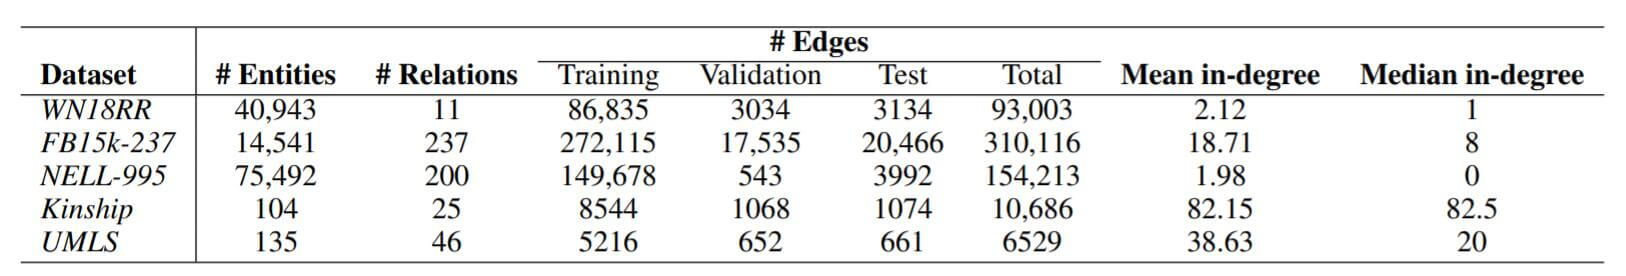 # Edges
Dataset # Entities # Relations Training Validation Test Total Mean in-degree Median in-degree
WN18RR 40,943 11 86,835 3034 3134 93,003 2.12 1
FB15k-237 14,541 237 272,115 17,535 20,466 310,116 18.71 8
NELL-995 75,492 200 149,678 543 3992 154,213 1.98 0
Kinship 104 25 8544 1068 1074 10,686 82.15 82.5
UMLS 135 46 5216 652 661 6529 38.63 20